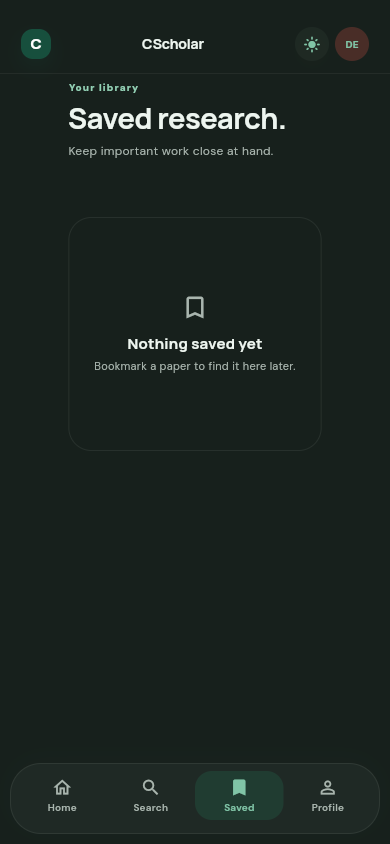 C
CScholar
DE
Your library
Saved research.
Keep important work close at hand.
Nothing saved yet
Bookmark a paper to find it here later.
Home
Search
Saved
Profile